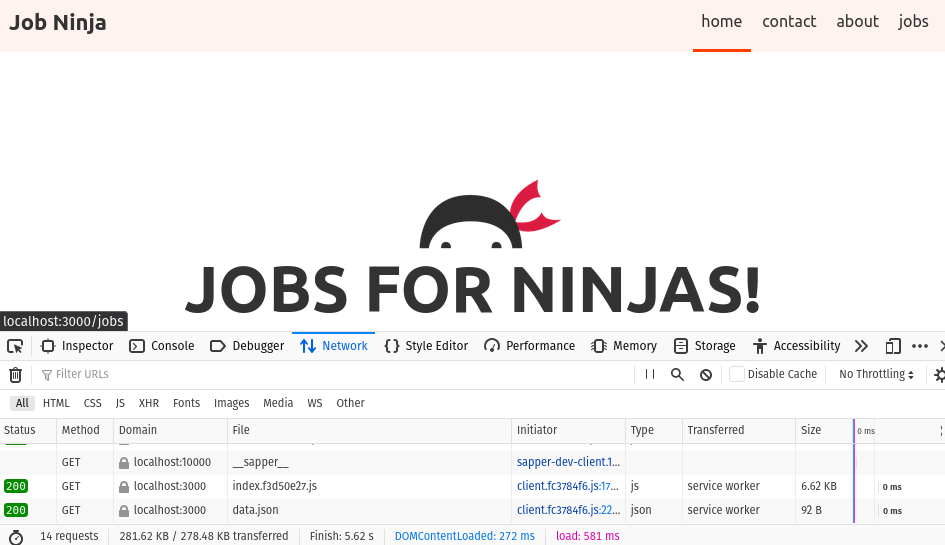 Job Ninja home contact about jobs
JOBS FOR NINJAS!
localhost:3000/jobs
Inspector Console Debugger Network Style Editor Performance Memory Storage Accessibility
Filter URLs Disable Cache No Throttling
All HTML CSS JS XHR Fonts Images Media WS Other
Status Method Domain File Initiator Type Transferred Size 0 ms
GET localhost:10000 __sapper__ sapper-dev-client.1...
200 GET localhost:3000 index.f3d50e27.js client.fc3784f6.js:17... js service worker 6.62 KB 0 ms
200 GET localhost:3000 data.json client.fc3784f6.js:22... json service worker 92 B 0 ms
14 requests 281.62 KB / 278.48 KB transferred Finish: 5.62 s DOMContentLoaded: 272 ms load: 581 ms